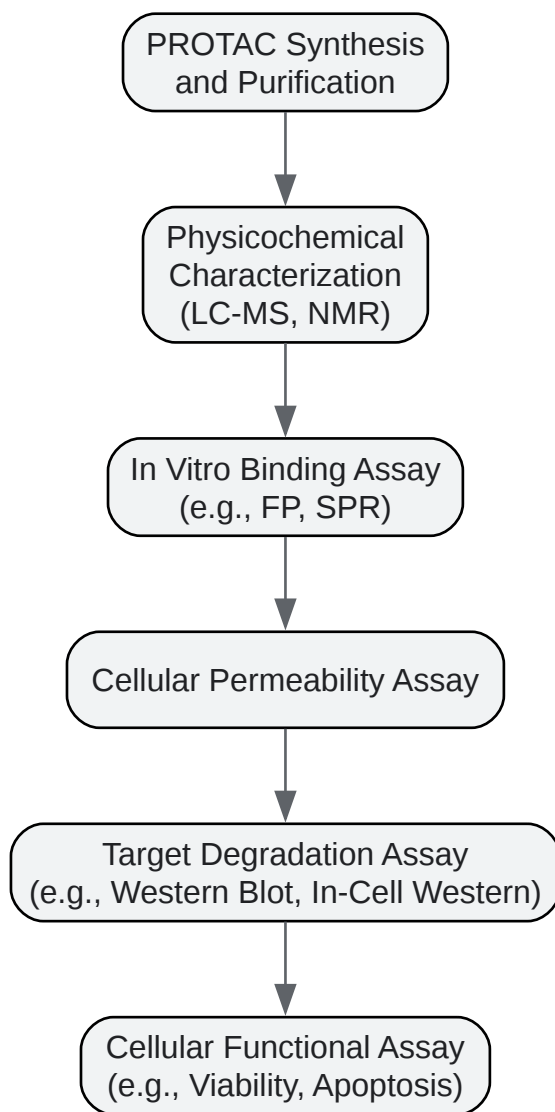 PROTAC Synthesis
and Purification
Physicochemical
Characterization
(LC-MS, NMR)
In Vitro Binding Assay
(e.g., FP, SPR)
Cellular Permeability Assay
Target Degradation Assay
(e.g., Western Blot, In-Cell Western)
Cellular Functional Assay
(e.g., Viability, Apoptosis)